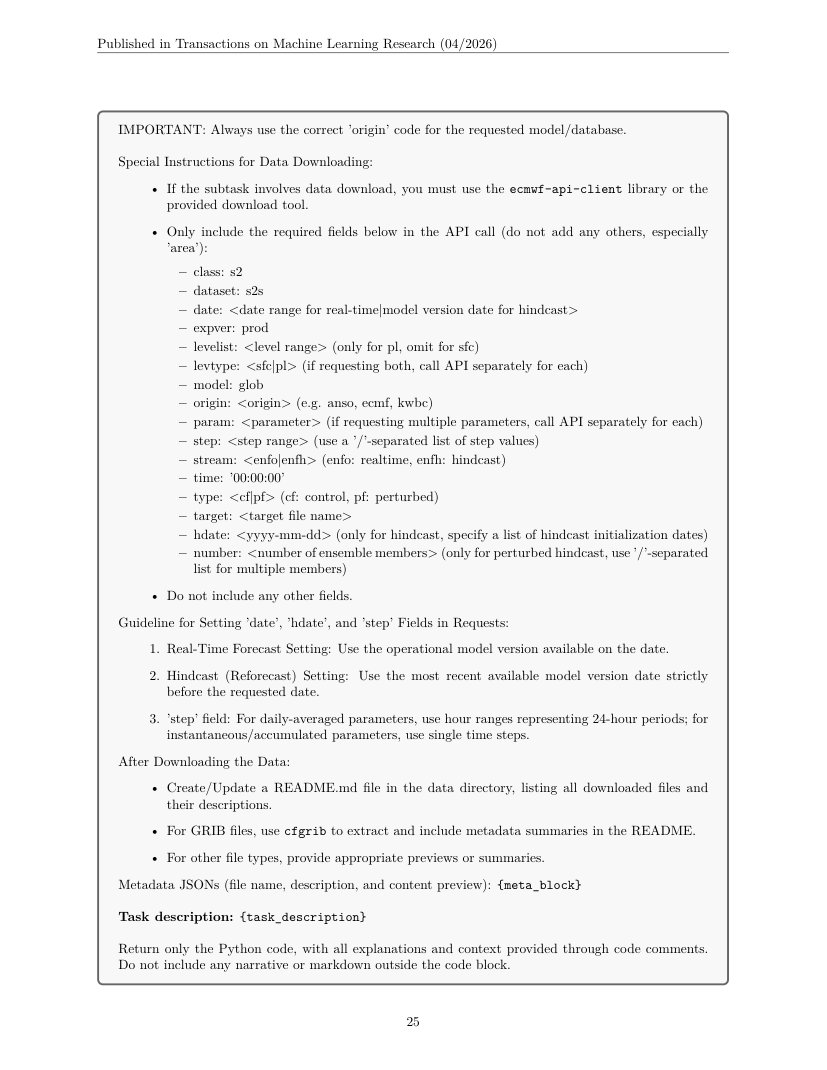 Published in Transactions on Machine Learning Research (04/2026)
IMPORTANT: Always use the correct 'origin' code for the requested model/database.
Special Instructions for Data Downloading:
• If the subtask involves data download, you must use the ecmwf-api-client library or the
provided download tool.
• Only include the required fields below in the API call (do not add any others, especially
'area'):
– class: s2
– dataset: s2s
– date: <date range for real-time|model version date for hindcast>
– expver: prod
– levelist: <level range> (only for pl, omit for sfc)
– levtype: <sfc|pl> (if requesting both, call API separately for each)
– model: glob
– origin: <origin> (e.g. anso, ecmf, kwbc)
– param: <parameter> (if requesting multiple parameters, call API separately for each)
– step: <step range> (use a '/'-separated list of step values)
– stream: <enfo|enfh> (enfo: realtime, enfh: hindcast)
– time: '00:00:00'
– type: <cf|pf> (cf: control, pf: perturbed)
– target: <target file name>
– hdate: <yyyy-mm-dd> (only for hindcast, specify a list of hindcast initialization dates)
– number: <number of ensemble members> (only for perturbed hindcast, use '/'-separated
list for multiple members)
• Do not include any other fields.
Guideline for Setting 'date', 'hdate', and 'step' Fields in Requests:
1. Real-Time Forecast Setting: Use the operational model version available on the date.
2. Hindcast (Reforecast) Setting: Use the most recent available model version date strictly
before the requested date.
3. 'step' field: For daily-averaged parameters, use hour ranges representing 24-hour periods; for
instantaneous/accumulated parameters, use single time steps.
After Downloading the Data:
• Create/Update a README.md file in the data directory, listing all downloaded files and
their descriptions.
• For GRIB files, use cfgrib to extract and include metadata summaries in the README.
• For other file types, provide appropriate previews or summaries.
Metadata JSONs (file name, description, and content preview): {meta_block}
Task description: {task_description}
Return only the Python code, with all explanations and context provided through code comments.
Do not include any narrative or markdown outside the code block.
25